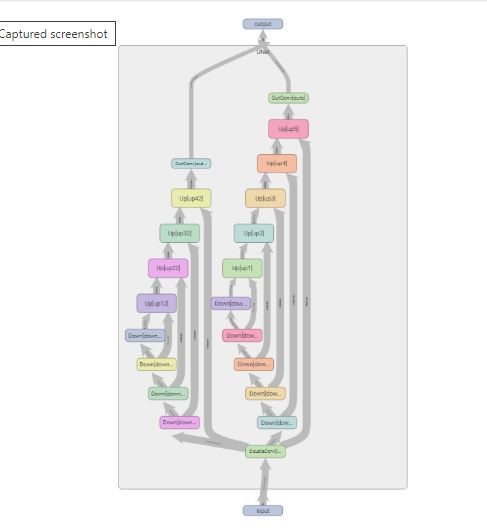 Captured screenshot
output
UNet
OutConv[outc]
Up[up5]
OutConv[out...
Up[up4]
Up[up42]
Up[up3]
Up[up32]
Up[up2]
Up[up22]
Up[up1]
Up[up12]
Down[dow...
Down[down...
Down[dow...
Down[down...
Down[dow...
Down[down...
Down[dow...
Down[down...
Down[dow...
DoubleConv[i...
input